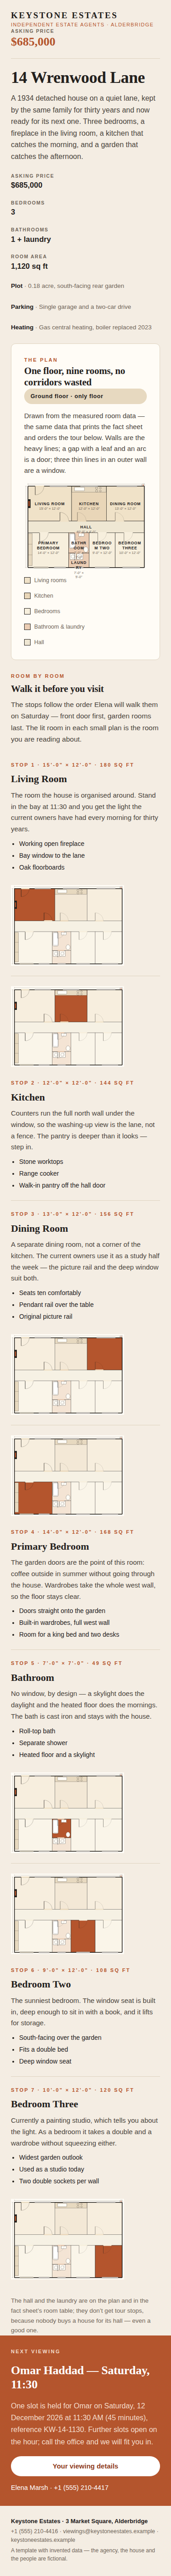 KEYSTONE ESTATES
INDEPENDENT ESTATE AGENTS · ALDERBRIDGE
ASKING PRICE
$685,000
14 Wrenwood Lane
A 1934 detached house on a quiet lane, kept
by the same family for thirty years and now
ready for its next one. Three bedrooms, a
fireplace in the living room, a kitchen that
catches the morning, and a garden that
catches the afternoon.
ASKING PRICE
$685,000
BEDROOMS
3
BATHROOMS
1 + laundry
ROOM AREA
1,120 sq ft
Plot · 0.18 acre, south-facing rear garden
Parking · Single garage and a two-car drive
Heating · Gas central heating, boiler replaced 2023
THE PLAN
One floor, nine rooms, no
corridors wasted
Ground floor · only floor
Drawn from the measured room data —
the same data that prints the fact sheet
and orders the tour below. Walls are the
heavy lines; a gap with a leaf and an arc
is a door; three thin lines in an outer wall
are a window.
LIVING ROOM
KITCHEN
DINING ROOM
HALL
PRIMARY
BEDROOM
BATHR
OOM
BEDROO
M TWO
BEDROOM
THREE
LAUND
RY
Living rooms
Kitchen
Bedrooms
Bathroom & laundry
Hall
ROOM BY ROOM
Walk it before you visit
The stops follow the order Elena will walk them
on Saturday — front door first, garden rooms
last. The lit room in each small plan is the room
you are reading about.
STOP 1 · 15'-0" × 12'-0" · 180 SQ FT
Living Room
The room the house is organised around. Stand
in the bay at 11:30 and you get the light the
current owners have had every morning for thirty
years.
• Working open fireplace
• Bay window to the lane
• Oak floorboards
STOP 2 · 12'-0" × 12'-0" · 144 SQ FT
Kitchen
Counters run the full north wall under the
window, so the washing-up view is the lane, not
a fence. The pantry is deeper than it looks —
step in.
• Stone worktops
• Range cooker
• Walk-in pantry off the hall door
STOP 3 · 13'-0" × 12'-0" · 156 SQ FT
Dining Room
A separate dining room, not a corner of the
kitchen. The current owners use it as a study half
the week — the picture rail and the deep window
suit both.
• Seats ten comfortably
• Pendant rail over the table
• Original picture rail
STOP 4 · 14'-0" × 12'-0" · 168 SQ FT
Primary Bedroom
The garden doors are the point of this room:
coffee outside in summer without going through
the house. Wardrobes take the whole west wall,
so the floor stays clear.
• Doors straight onto the garden
• Built-in wardrobes, full west wall
• Room for a king bed and two desks
STOP 5 · 7'-0" × 7'-0" · 49 SQ FT
Bathroom
No window, by design — a skylight does the
daylight and the heated floor does the mornings.
The bath is cast iron and stays with the house.
• Roll-top bath
• Separate shower
• Heated floor and a skylight
STOP 6 · 9'-0" × 12'-0" · 108 SQ FT
Bedroom Two
The sunniest bedroom. The window seat is built
in, deep enough to sit in with a book, and it lifts
for storage.
• South-facing over the garden
• Fits a double bed
• Deep window seat
STOP 7 · 10'-0" × 12'-0" · 120 SQ FT
Bedroom Three
Currently a painting studio, which tells you about
the light. As a bedroom it takes a double and a
wardrobe without squeezing either.
• Widest garden outlook
• Used as a studio today
• Two double sockets per wall
The hall and the laundry are on the plan and in the
fact sheet's room table; they don't get tour stops,
because nobody buys a house for its hall — even a
good one.
NEXT VIEWING
Omar Haddad — Saturday,
11:30
One slot is held for Omar on Saturday, 12
December 2026 at 11:30 AM (45 minutes),
reference KW-14-1130. Further slots open on
the hour; call the office and we will fit you in.
Your viewing details
Elena Marsh · +1 (555) 210-4417
Keystone Estates · 3 Market Square, Alderbridge
+1 (555) 210-4416 · viewings@keystoneestates.example ·
keystoneestates.example
A template with invented data — the agency, the house and
the people are fictional.